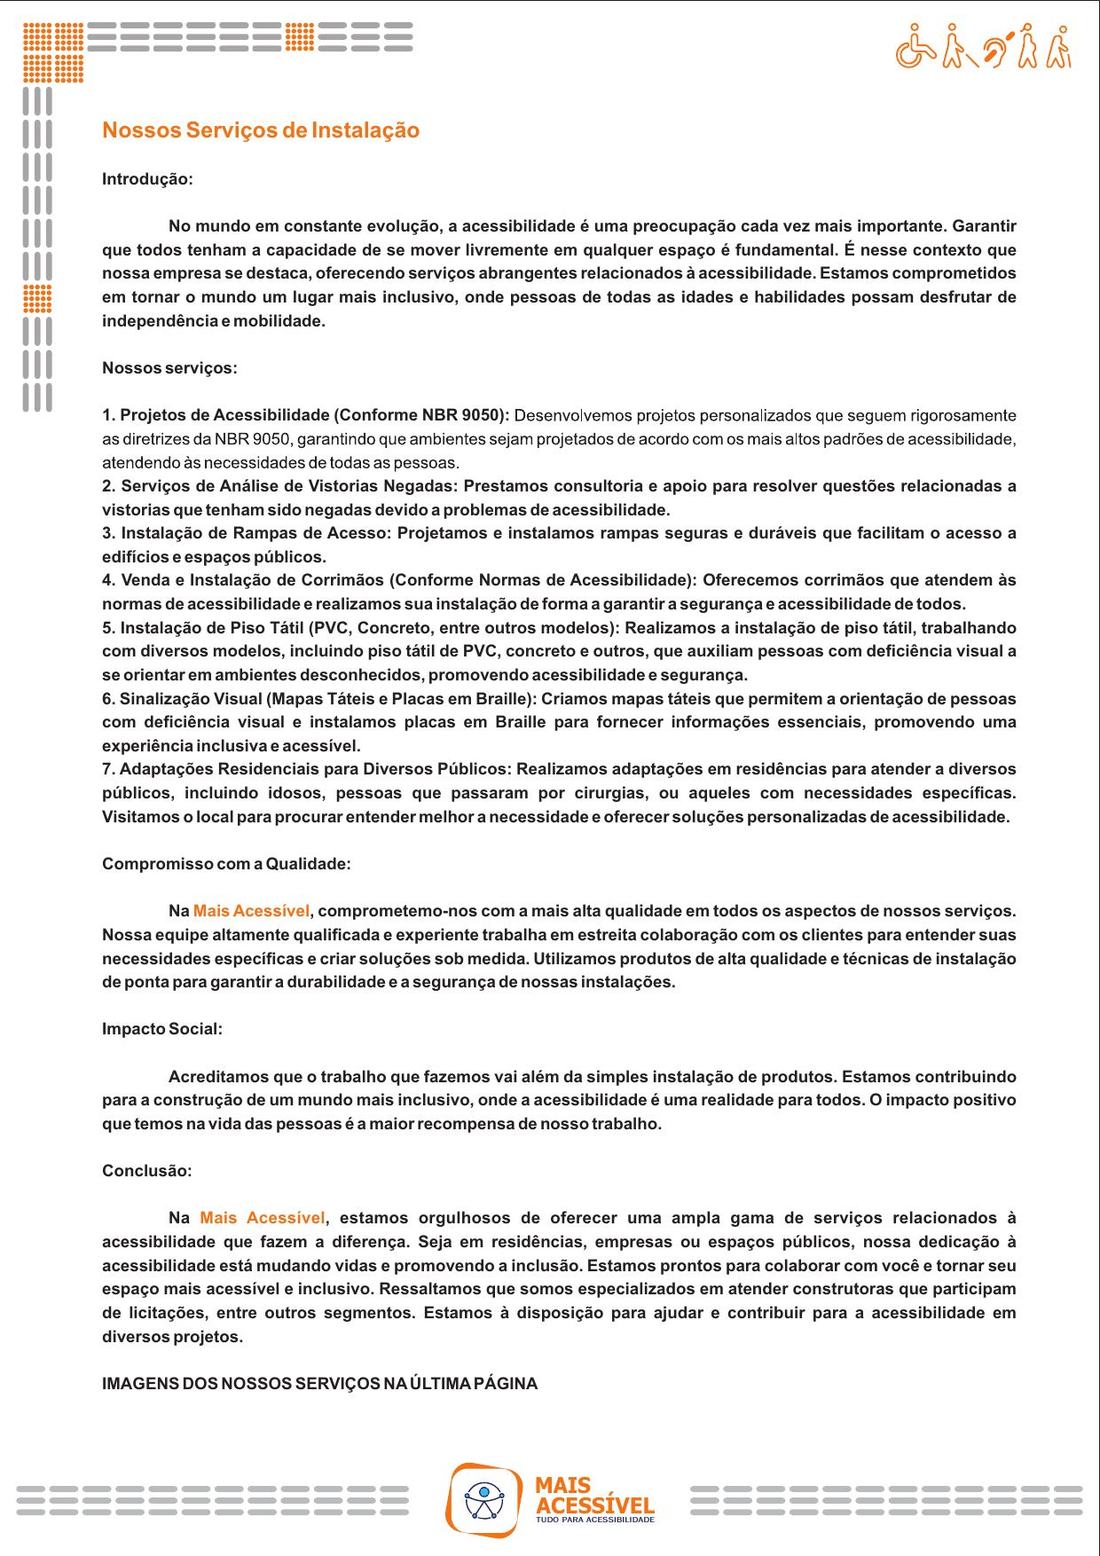 Nossos Serviços de Instalação
Introdução:
No mundo em constante evolução, a acessibilidade é uma preocupação cada vez mais importante. Garantir
que todos tenham a capacidade de se mover livremente em qualquer espaço é fundamental. É nesse contexto que
nossa empresa se destaca, oferecendo serviços abrangentes relacionados à acessibilidade. Estamos comprometidos
em tornar o mundo um lugar mais inclusivo, onde pessoas de todas as idades e habilidades possam desfrutar de
independência e mobilidade.
Nossos serviços:
1. Projetos de Acessibilidade (Conforme NBR 9050): Desenvolvemos projetos personalizados que seguem rigorosamente
as diretrizes da NBR 9050, garantindo que ambientes sejam projetados de acordo com os mais altos padrões de acessibilidade,
atendendo às necessidades de todas as pessoas.
2. Serviços de Análise de Vistorias Negadas: Prestamos consultoria e apoio para resolver questões relacionadas a
vistorias que tenham sido negadas devido a problemas de acessibilidade.
3. Instalação de Rampas de Acesso: Projetamos e instalamos rampas seguras e duráveis que facilitam o acesso a
edifícios e espaços públicos.
4. Venda e Instalação de Corrimãos (Conforme Normas de Acessibilidade): Oferecemos corrimãos que atendem às
normas de acessibilidade e realizamos sua instalação de forma a garantir a segurança e acessibilidade de todos.
5. Instalação de Piso Tátil (PVC, Concreto, entre outros modelos): Realizamos a instalação de piso tátil, trabalhando
com diversos modelos, incluindo piso tátil de PVC, concreto e outros, que auxiliam pessoas com deficiência visual a
se orientar em ambientes desconhecidos, promovendo acessibilidade e segurança.
6. Sinalização Visual (Mapas Táteis e Placas em Braille): Criamos mapas táteis que permitem a orientação de pessoas
com deficiência visual e instalamos placas em Braille para fornecer informações essenciais, promovendo uma
experiência inclusiva e acessível.
7. Adaptações Residenciais para Diversos Públicos: Realizamos adaptações em residências para atender a diversos
públicos, incluindo idosos, pessoas que passaram por cirurgias, ou aqueles com necessidades específicas.
Visitamos o local para procurar entender melhor a necessidade e oferecer soluções personalizadas de acessibilidade.
Compromisso com a Qualidade:
Na Mais Acessível, comprometemo-nos com a mais alta qualidade em todos os aspectos de nossos serviços.
Nossa equipe altamente qualificada e experiente trabalha em estreita colaboração com os clientes para entender suas
necessidades específicas e criar soluções sob medida. Utilizamos produtos de alta qualidade e técnicas de instalação
de ponta para garantir a durabilidade e a segurança de nossas instalações.
Impacto Social:
Acreditamos que o trabalho que fazemos vai além da simples instalação de produtos. Estamos contribuindo
para a construção de um mundo mais inclusivo, onde a acessibilidade é uma realidade para todos. O impacto positivo
que temos na vida das pessoas é a maior recompensa de nosso trabalho.
Conclusão:
Na Mais Acessível, estamos orgulhosos de oferecer uma ampla gama de serviços relacionados à
acessibilidade que fazem a diferença. Seja em residências, empresas ou espaços públicos, nossa dedicação à
acessibilidade está mudando vidas e promovendo a inclusão. Estamos prontos para colaborar com você e tornar seu
espaço mais acessível e inclusivo. Ressaltamos que somos especializados em atender construtoras que participam
de licitações, entre outros segmentos. Estamos à disposição para ajudar e contribuir para a acessibilidade em
diversos projetos.
IMAGENS DOS NOSSOS SERVIÇOS NA ÚLTIMA PÁGINA
MAIS
ACESSÍVEL
TUDO PARA ACESSIBILIDADE